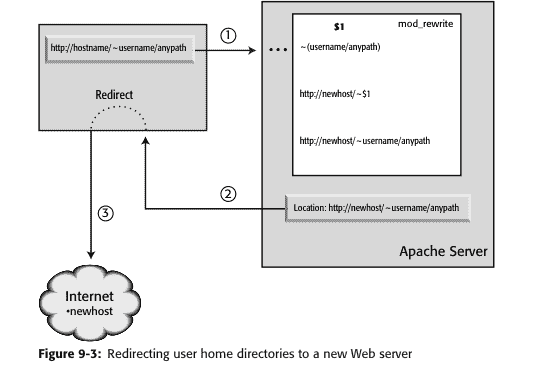 http://hostname/~username/anypath
①
Redirect
②
③
$1
mod_rewrite
...
~(username/anypath)
http://newhost/~$1
http://newhost/~username/anypath
Location: http://newhost/~username/anypath
Apache Server
Internet
•newhost
Figure 9-3: Redirecting user home directories to a new Web server